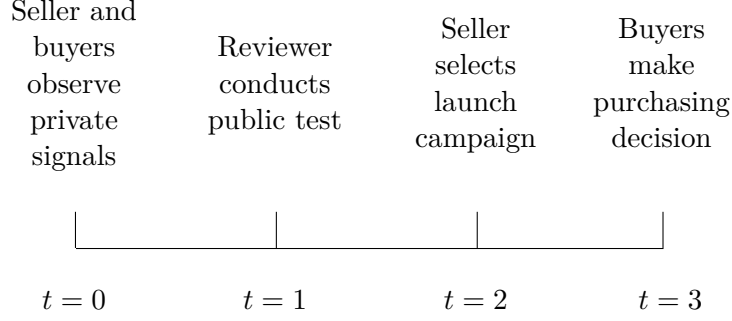 Seller and
buyers
observe
private
signals
Reviewer
conducts
public test
Seller
selects
launch
campaign
Buyers
make
purchasing
decision
t = 0
t = 1
t = 2
t = 3